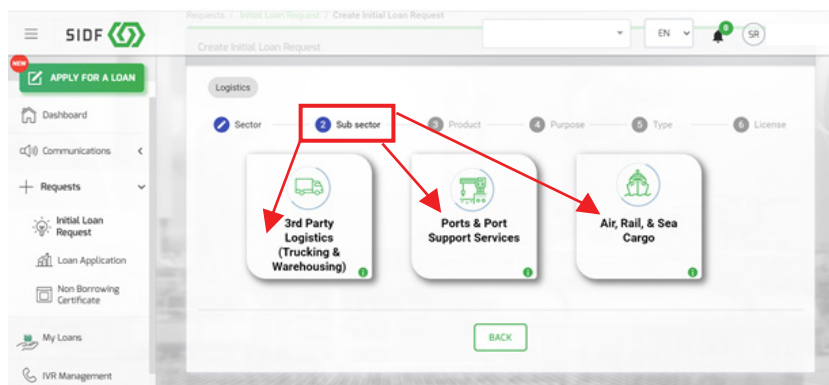 Requests / Initial Loan Request / Create Initial Loan Request
SIDF
EN
0
SR
Create Initial Loan Request
NEW
APPLY FOR A LOAN
Logistics
Dashboard
Sector
2 Sub sector
3 Product
4 Purpose
5 Type
6 License
Communications
Requests
Initial Loan
Request
3rd Party
Logistics
(Trucking &
Warehousing)
Ports & Port
Support Services
Air, Rail, & Sea
Cargo
Loan Application
Non Borrowing
Certificate
My Loans
BACK
IVR Management